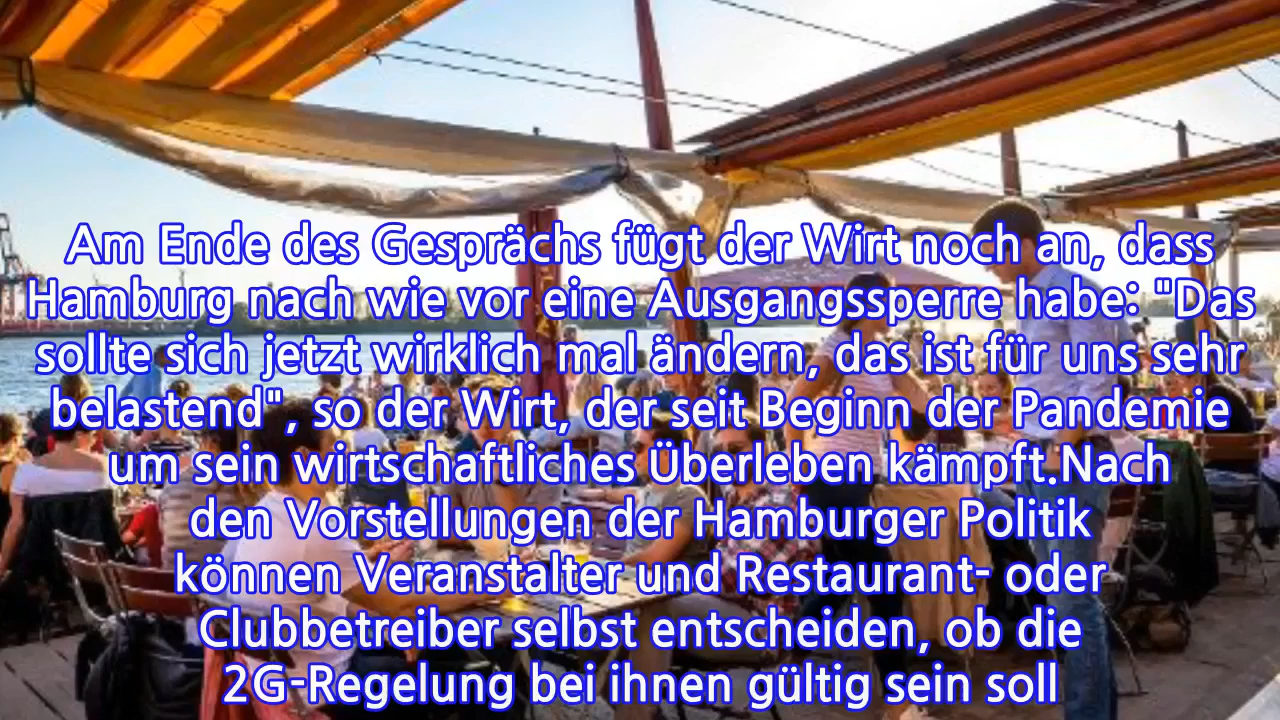 Am Ende des Gesprächs fügt der Wirt noch an, dass
Hamburg nach wie vor eine Ausgangssperre habe: "Das
sollte sich jetzt wirklich mal ändern, das ist für uns sehr
belastend", so der Wirt, der seit Beginn der Pandemie
um sein wirtschaftliches Überleben kämpft.Nach
den Vorstellungen der Hamburger Politik
können Veranstalter und Restaurant- oder
Clubbetreiber selbst entscheiden, ob die
2G-Regelung bei ihnen gültig sein soll